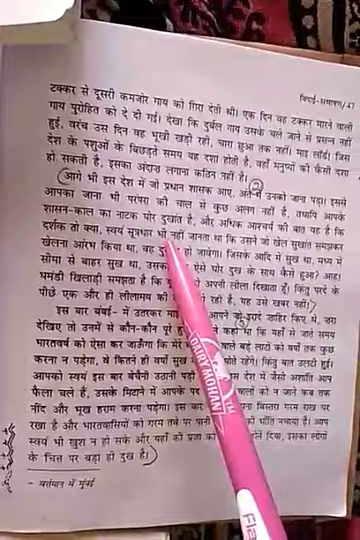 विदाई-संभाषण / 47
टक्कर से दूसरी कमजोर गाय को गिरा देती थी। एक दिन वह टक्कर मारने वाली
गाय पुरोहित को दे दी गई। देखा कि दुर्बल गाय उसके चले जाने से प्रसन्न नहीं
हुई, वरंच उस दिन वह भूखी खड़ी रही, चारा छुआ तक नहीं। माइ लॉर्ड! जिस
देश के पशुओं के बिछड़ते समय यह दशा होती है, वहाँ मनुष्यों की कैसी दशा
हो सकती है, इसका अंदाज़ लगाना कठिन नहीं है।
(आगे भी इस देश में जो प्रधान शासक आए, अंत में उनको जाना पड़ा। इससे
2
आपका जाना भी परंपरा की चाल से कुछ अलग नहीं है, तथापि आपके
शासन-काल का नाटक घोर दुखांत है, और अधिक आश्चर्य की बात यह है कि
दर्शक तो क्या, स्वयं सूत्रधार भी नहीं जानता था कि उसने जो खेल सुखांत समझकर
खेलना आरंभ किया था, वह दु हो जावेगा। जिसके आदि में सुख था, मध्य में
सीमा से बाहर सुख था, उसका ऐसे घोर दुख के साथ कैसे हुआ? आह!
घमंडी खिलाड़ी समझता है कि अपनी लीला दिखाता हूँ। किंतु परदे के
पीछे एक और ही लीलामय की रही है, यह उसे खबर नहीं!)
इस बार बंबई- में उतरकर माइ आपने जो इरादे ज़ाहिर किए थे, ज़रा
देखिए तो उनमें से कौन-कौन पूरे हु कहा था कि यहाँ से जाते समय
भारतवर्ष को ऐसा कर जाऊँगा कि मेरे वाले बड़े लाटों को वर्षों तक कुछ
करना न पड़ेगा, वे कितने ही वर्षों सुख सोते रहेंगे। किंतु बात उलटी हुई।
आपको स्वयं इस बार बेचैनी उठानी पड़ी इस देश में जैसी अशांति आप
फैला चले हैं, उसके मिटाने में आपके पद वालों को न जाने कब तक
नींद और भूख हराम करना पड़ेगा। इस बार पना बिस्तरा गरम राख पर
रखा है और भारतवासियों को गरम तवे पर पानी भाँति नचाया है। आप
स्वयं भी खुश न हो सके और यहाँ की प्रजा को होने दिया, इसका लोगों
के चित्त पर बड़ा ही दुख है।)
- वर्तमान में मुंबई
DAIRY MOHAN
TM
Fla